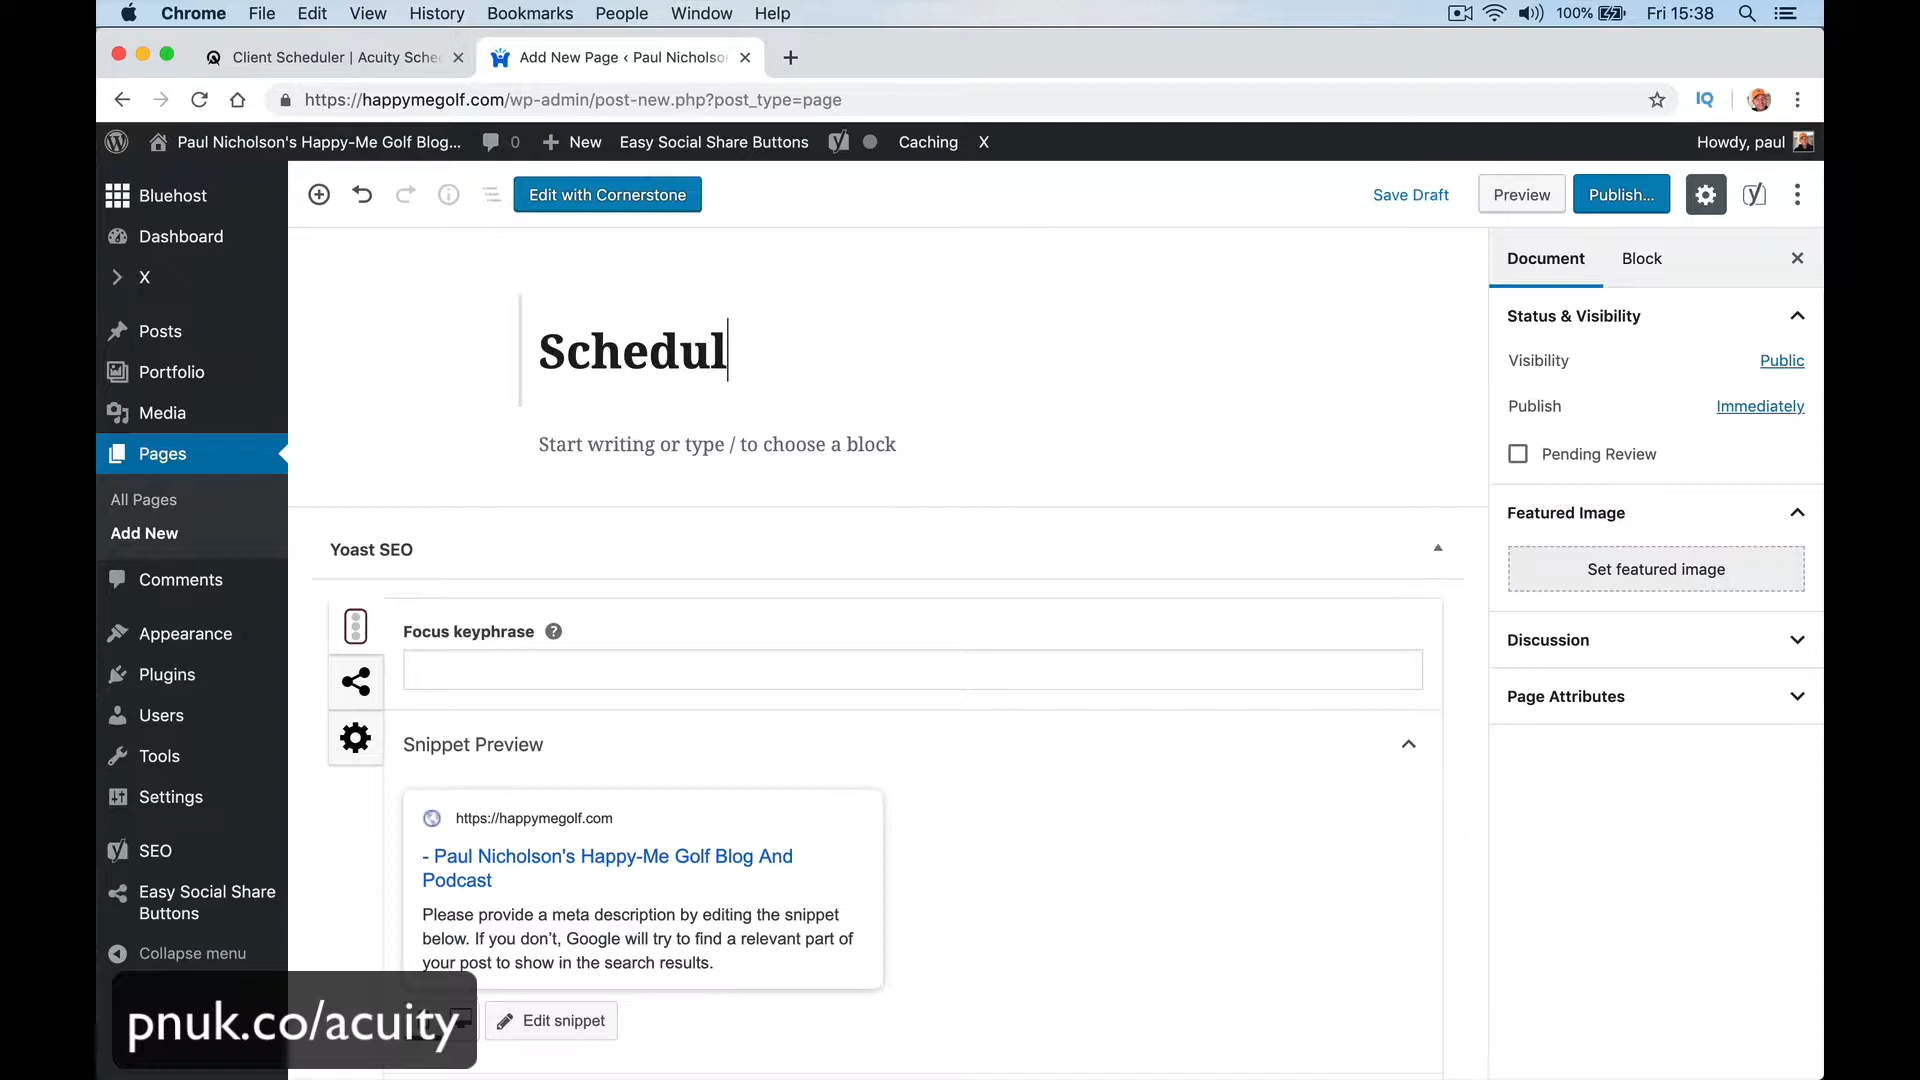 Chrome File Edit View History Bookmarks People Window Help 100% Fri 15:38
Client Scheduler | Acuity Sche Add New Page ‹ Paul Nicholson
https://happymegolf.com/wp-admin/post-new.php?post_type=page IQ
Paul Nicholson's Happy-Me Golf Blog... 0 New Easy Social Share Buttons Caching X Howdy, paul
Bluehost
Dashboard
X
Posts
Portfolio
Media
Pages
All Pages
Add New
Comments
Appearance
Plugins
Users
Tools
Settings
SEO
Easy Social Share
Buttons
Collapse menu
Edit with Cornerstone Save Draft Preview Publish...
Schedul
Start writing or type / to choose a block
Yoast SEO
Focus keyphrase ?
Snippet Preview
https://happymegolf.com
- Paul Nicholson's Happy-Me Golf Blog And
Podcast
Please provide a meta description by editing the snippet
below. If you don't, Google will try to find a relevant part of
your post to show in the search results.
Edit snippet
Document Block
Status & Visibility
Visibility Public
Publish Immediately
Pending Review
Featured Image
Set featured image
Discussion
Page Attributes
pnuk.co/acuity